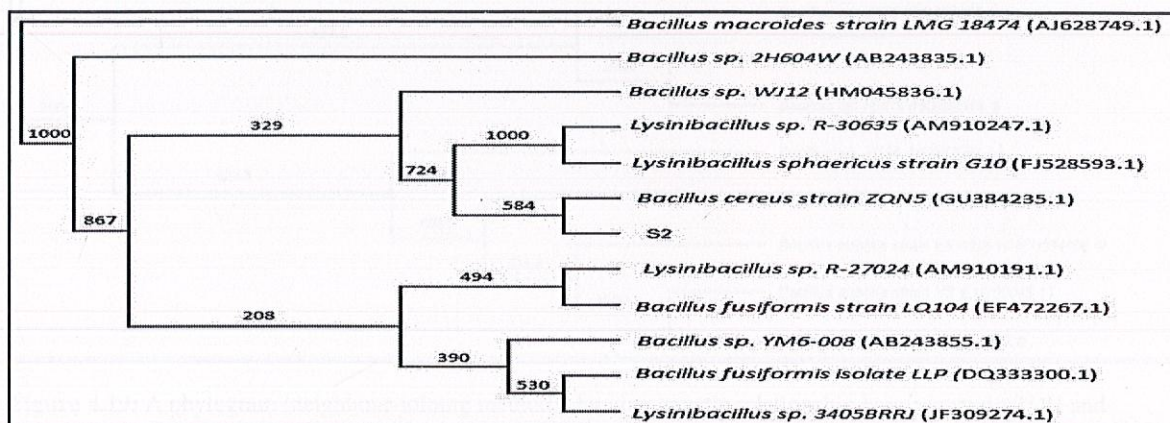 Bacillus macroides strain LMG 18474 (AJ628749.1)
Bacillus sp. 2H604W (AB243835.1)
Bacillus sp. WJ12 (HM045836.1)
1000
329
1000
Lysinibacillus sp. R-30635 (AM910247.1)
724
Lysinibacillus sphaericus strain G10 (FJ528593.1)
584
Bacillus cereus strain ZQN5 (GU384235.1)
867
S2
494
Lysinibacillus sp. R-27024 (AM910191.1)
Bacillus fusiformis strain LQ104 (EF472267.1)
208
Bacillus sp. YM6-008 (AB243855.1)
390
530
Bacillus fusiformis isolate LLP (DQ333300.1)
Lysinibacillus sp. 3405BRRJ (JF309274.1)